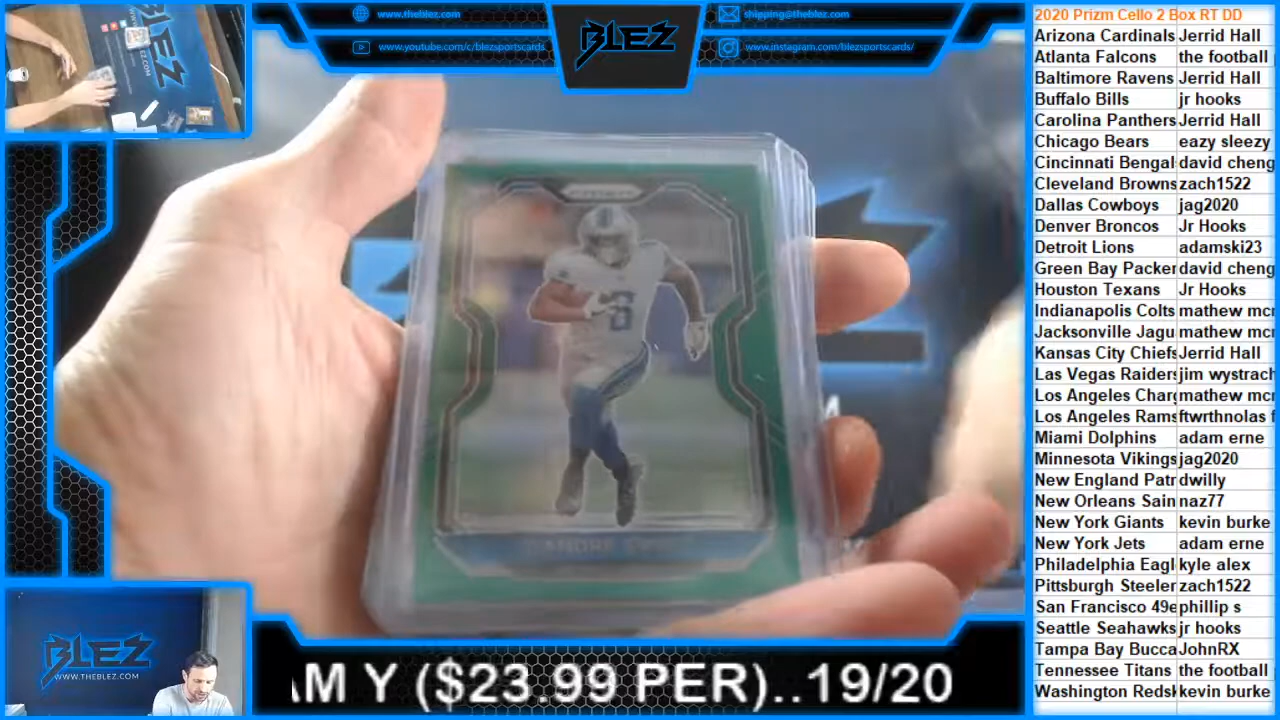 www.theblez.com
shipping@theblez.com
BLEZ
www.youtube.com/c/blezsportscards
www.instagram.com/blezsportscards/
2020 Prizm Cello 2 Box RT DD
Arizona Cardinals Jerrid Hall
Atlanta Falcons the football
Baltimore Ravens Jerrid Hall
Buffalo Bills jr hooks
Carolina Panthers Jerrid Hall
Chicago Bears eazy sleezy
Cincinnati Bengal david cheng
Cleveland Browns zach1522
Dallas Cowboys jag2020
Denver Broncos Jr Hooks
Detroit Lions adamski23
Green Bay Packer david cheng
Houston Texans Jr Hooks
Indianapolis Colts mathew mcr
Jacksonville Jagu mathew mcr
Kansas City Chiefs Jerrid Hall
Las Vegas Raiders jim wystrach
Los Angeles Charg mathew mcr
Los Angeles Rams ftwrthnolas f
Miami Dolphins adam erne
Minnesota Vikings jag2020
New England Patr dwilly
New Orleans Sain naz77
New York Giants kevin burke
New York Jets adam erne
Philadelphia Eagl kyle alex
Pittsburgh Steeler zach1522
San Francisco 49e phillip s
Seattle Seahawks jr hooks
Tampa Bay Bucca JohnRX
Tennessee Titans the football
Washington Redsk kevin burke
BLEZ
.COM
8
BLEZ
WWW.THEBLEZ.COM
AM Y ($23.99 PER)..19/20